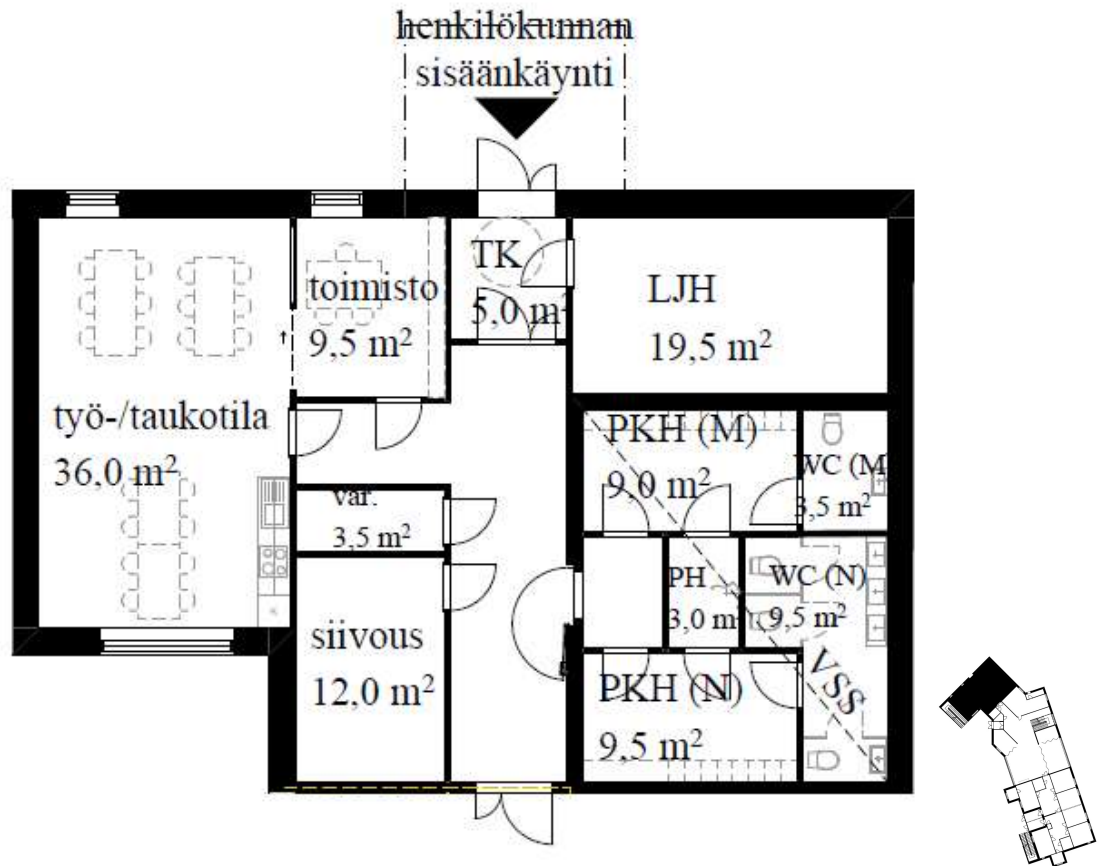 henkilökunnan
sisäänkäynti
TK
5,0 m²
toimisto
9,5 m²
LJH
19,5 m²
työ-/taukotila
36,0 m²
PKH (M)
9,0 m²
WC (M
3,5 m²
var.
3,5 m²
PH
3,0 m
WC (N)
9,5 m²
siivous
12,0 m²
PKH (N)
9,5 m²
VSS